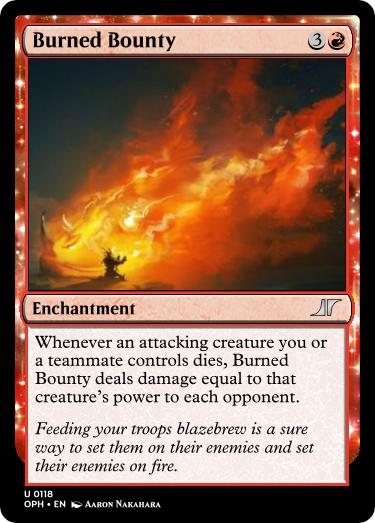 Burned Bounty 3
Enchantment
Whenever an attacking creature you or
a teammate controls dies, Burned
Bounty deals damage equal to that
creature's power to each opponent.
Feeding your troops blazebrew is a sure
way to set them on their enemies and set
their enemies on fire.
U 0118
OPH • EN Aaron Nakahara